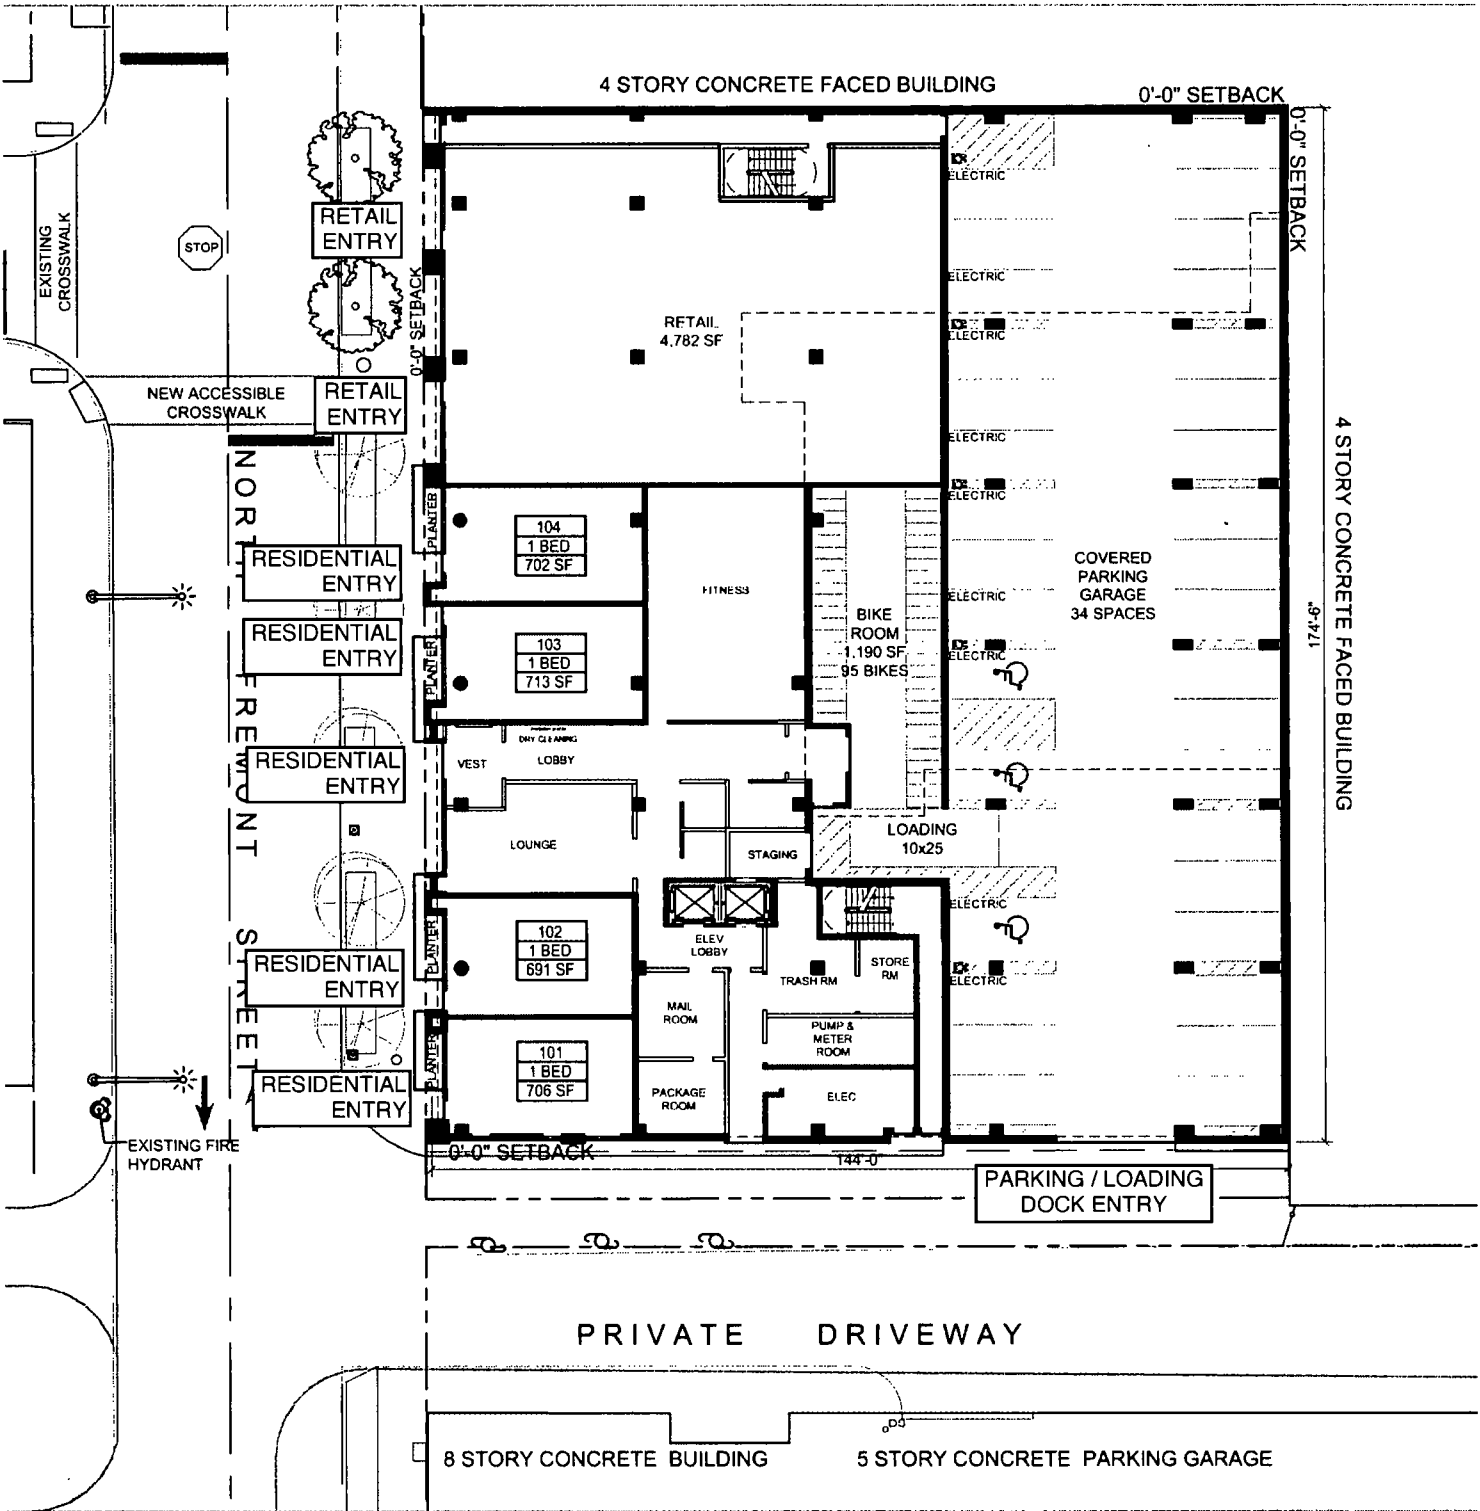 4 STORY CONCRETE FACED BUILDING
0'-0" SETBACK
0'-0" SETBACK
ELECTRIC
RETAIL
ENTRY
STOP
EXISTING
CROSSWALK
0'-0" SETBACK
ELECTRIC
RETAIL
4,782 SF
ELECTRIC
NEW ACCESSIBLE
CROSSWALK
RETAIL
ENTRY
ELECTRIC
4 STORY CONCRETE FACED BUILDING
174'-6"
ELECTRIC
PLANTER
104
1 BED
702 SF
RESIDENTIAL
ENTRY
FITNESS
COVERED
PARKING
GARAGE
34 SPACES
ELECTRIC
BIKE
ROOM
1,190 SF
95 BIKES
RESIDENTIAL
ENTRY
PLANTER
103
1 BED
713 SF
ELECTRIC
DRY CLEANING
LOBBY
VEST
RESIDENTIAL
ENTRY
NORTH FREMONT STREET
LOADING
10x25
LOUNGE
STAGING
ELECTRIC
PLANTER
102
1 BED
691 SF
ELEV
LOBBY
RESIDENTIAL
ENTRY
TRASH RM
STORE
RM
ELECTRIC
MAIL
ROOM
PUMP &
METER
ROOM
PLANTER
101
1 BED
706 SF
RESIDENTIAL
ENTRY
PACKAGE
ROOM
ELEC
EXISTING FIRE
HYDRANT
0'-0" SETBACK
144'-0"
PARKING / LOADING
DOCK ENTRY
PRIVATE DRIVEWAY
8 STORY CONCRETE BUILDING
5 STORY CONCRETE PARKING GARAGE